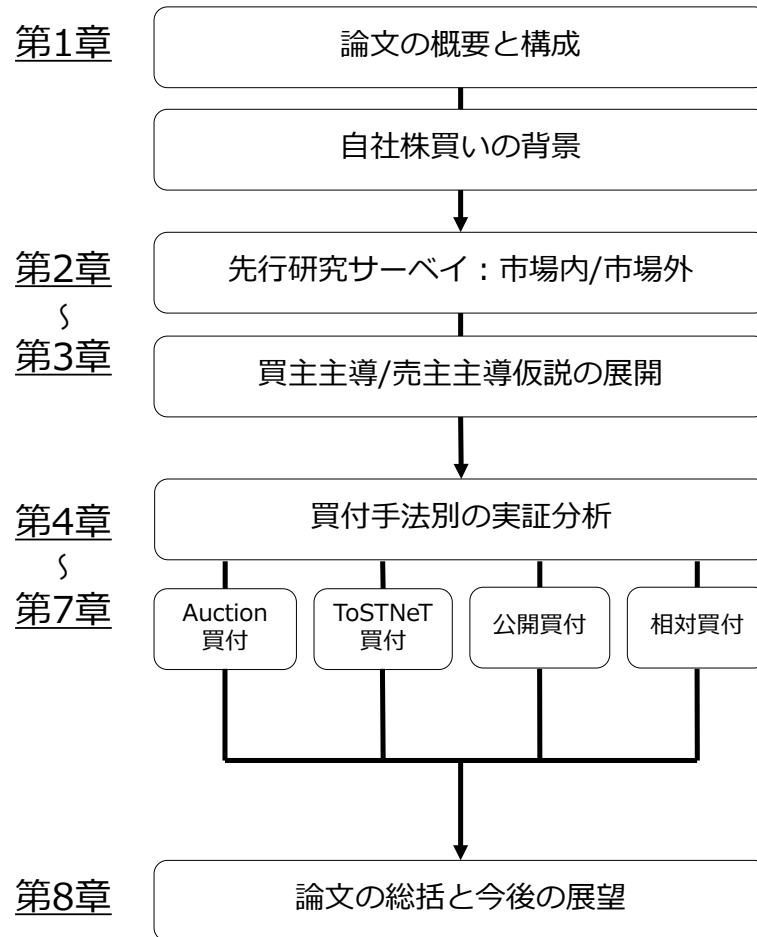 第1章
論文の概要と構成
自社株買いの背景
第2章
〜
第3章
先行研究サーベイ：市場内/市場外
買主主導/売主主導仮説の展開
第4章
〜
第7章
買付手法別の実証分析
Auction
買付
ToSTNeT
買付
公開買付
相対買付
第8章
論文の総括と今後の展望